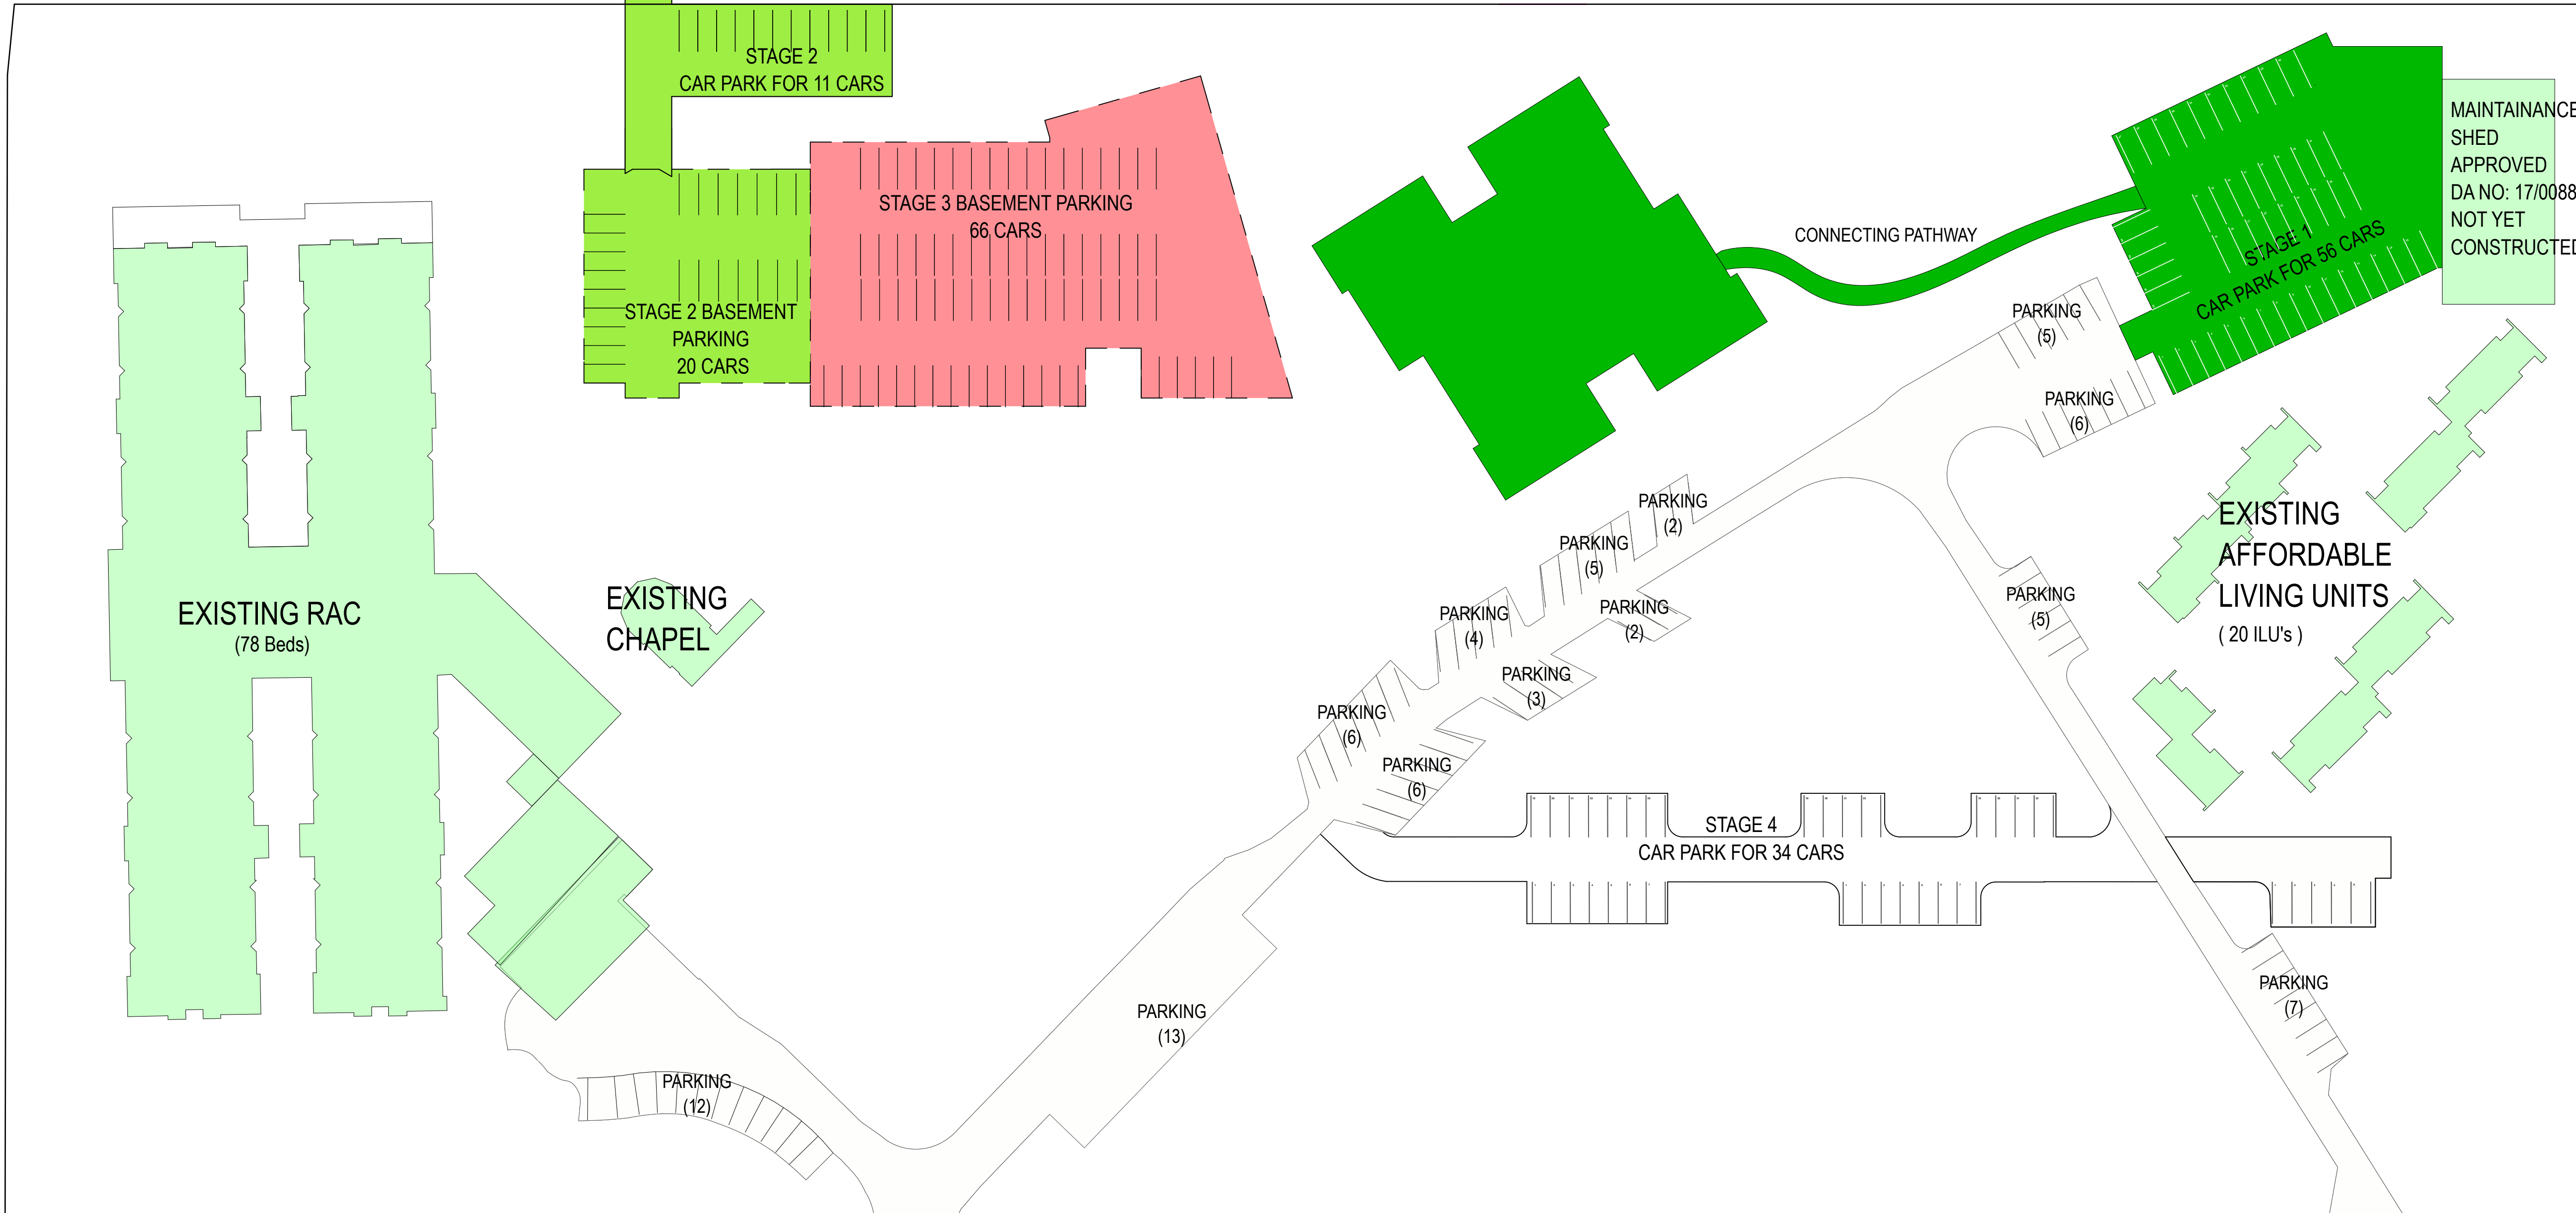 STAGE 2
CAR PARK FOR 11 CARS
STAGE 3 BASEMENT PARKING
66 CARS
STAGE 2 BASEMENT
PARKING
20 CARS
CONNECTING PATHWAY
STAGE 1
CAR PARK FOR 56 CARS
MAINTAINANCE
SHED
APPROVED
DA NO: 17/0088
NOT YET
CONSTRUCTED
PARKING
(5)
PARKING
(6)
PARKING
(2)
PARKING
(5)
PARKING
(4)
PARKING
(2)
PARKING
(3)
PARKING
(6)
PARKING
(6)
PARKING
(5)
EXISTING
AFFORDABLE
LIVING UNITS
( 20 ILU's )
EXISTING RAC
(78 Beds)
EXISTING
CHAPEL
STAGE 4
CAR PARK FOR 34 CARS
PARKING
(7)
PARKING
(13)
PARKING
(12)